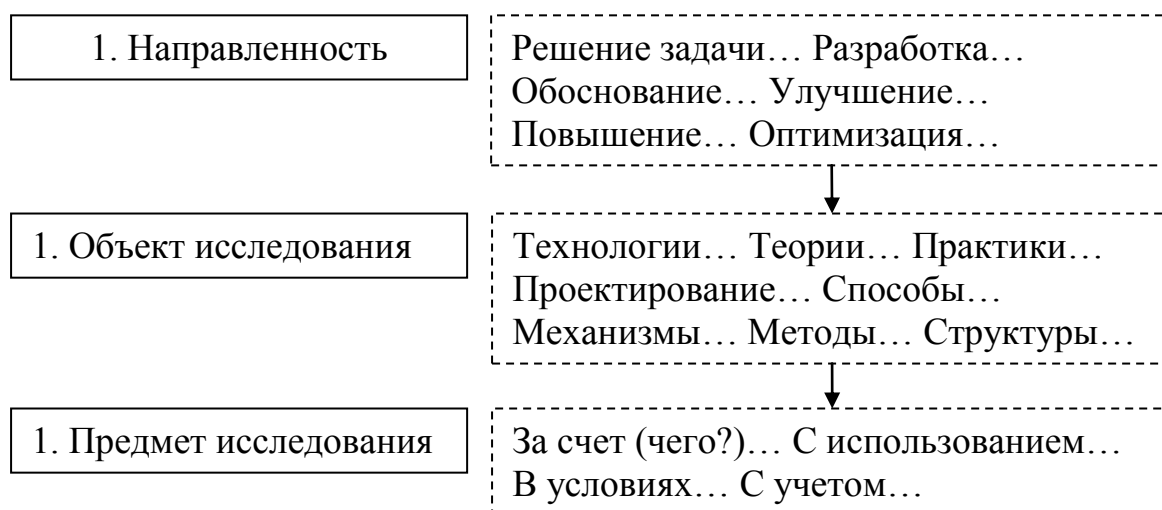 1. Направленность
Решение задачи… Разработка…
Обоснование… Улучшение…
Повышение… Оптимизация…
1. Объект исследования
Технологии… Теории… Практики…
Проектирование… Способы…
Механизмы… Методы… Структуры…
1. Предмет исследования
За счет (чего?)… С использованием…
В условиях… С учетом…